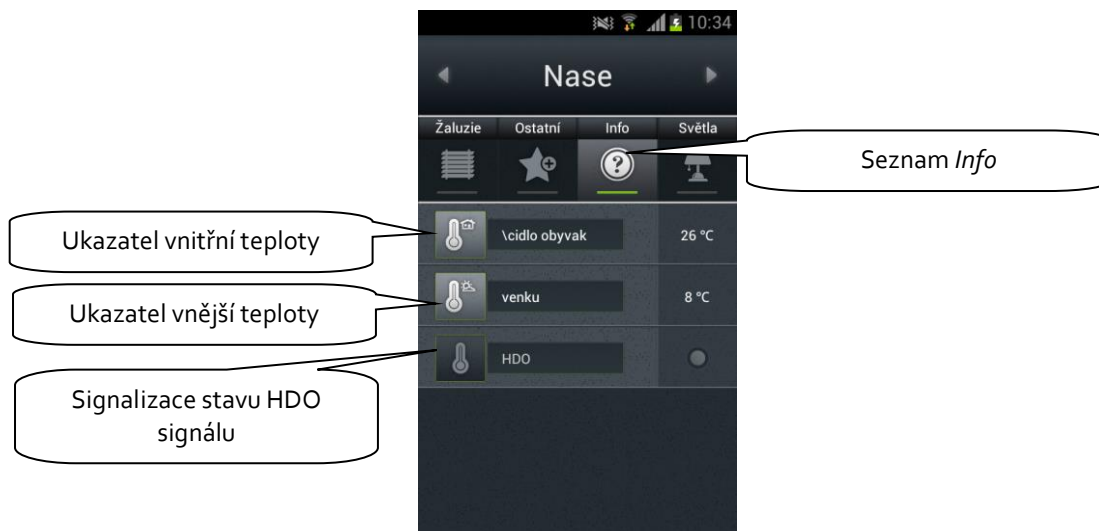 10:34
Nase
Žaluzie Ostatní Info Světla
Seznam Info
Ukazatel vnitřní teploty
\cidlo obyvak 26 °C
Ukazatel vnější teploty
venku 8 °C
HDO
Signalizace stavu HDO
signálu